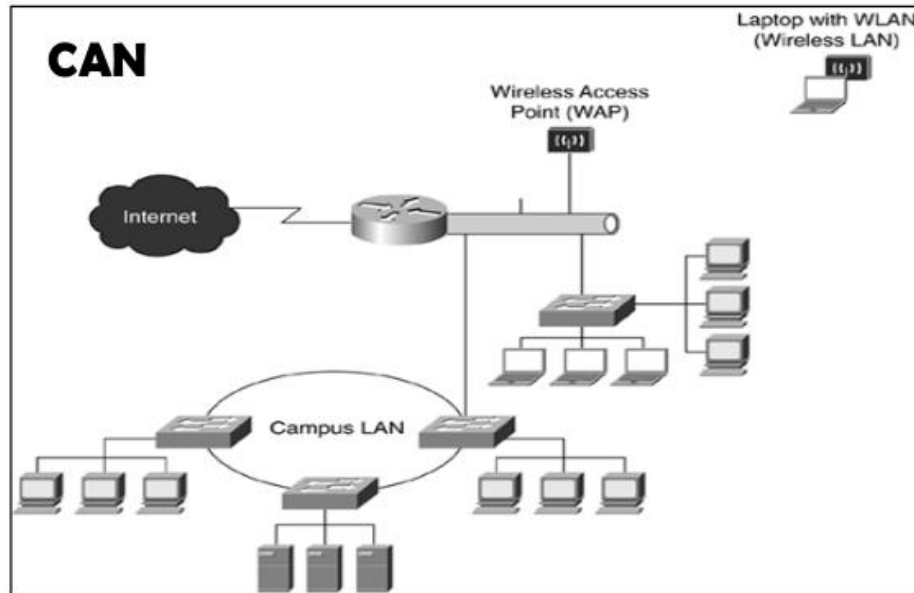 CAN
Laptop with WLAN
(Wireless LAN)
Wireless Access
Point (WAP)
Internet
Campus LAN